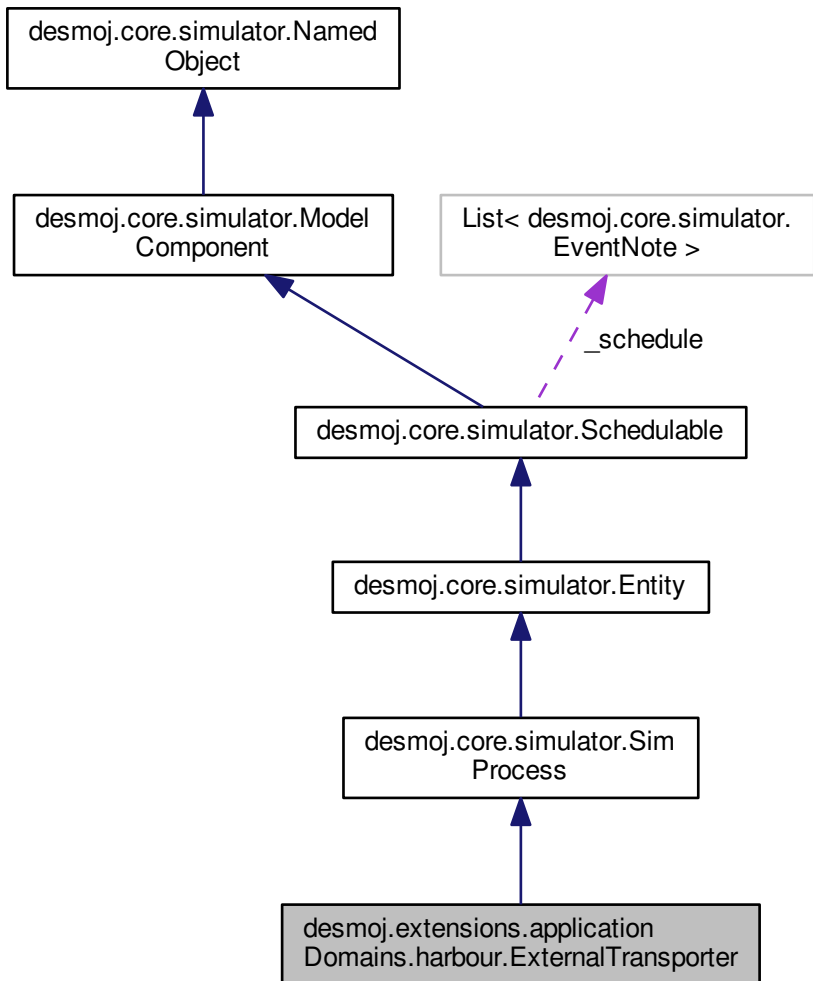 desmoj.core.simulator.Named
Object
desmoj.core.simulator.Model
Component
List< desmoj.core.simulator.
EventNote >
_schedule
desmoj.core.simulator.Schedulable
desmoj.core.simulator.Entity
desmoj.core.simulator.Sim
Process
desmoj.extensions.application
Domains.harbour.ExternalTransporter